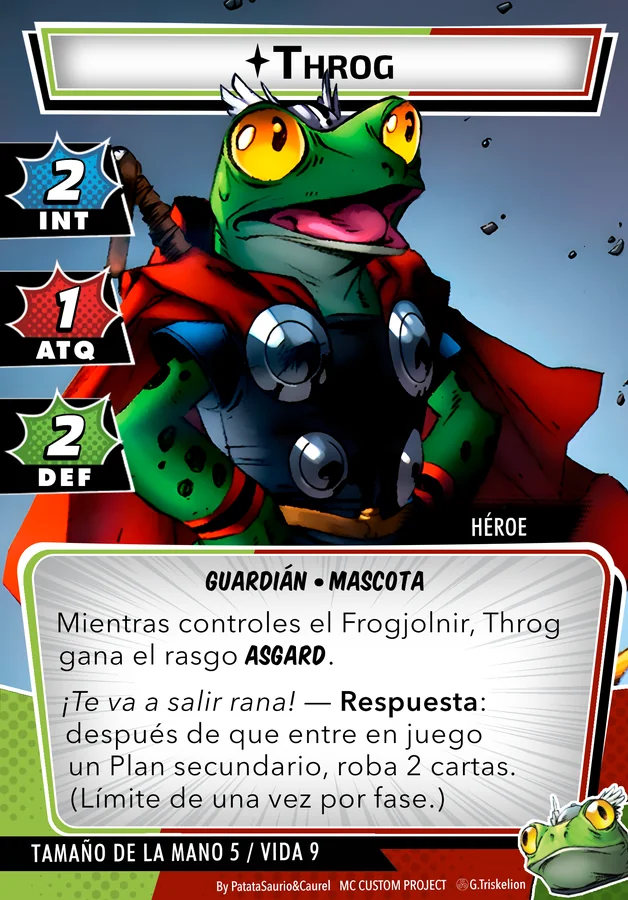 THROG
2
INT
1
ATQ
2
DEF
HÉROE
GUARDIÁN • MASCOTA
Mientras controles el Frogjolnir, Throg
gana el rasgo ASGARD.
¡Te va a salir rana! — Respuesta:
después de que entre en juego
un Plan secundario, roba 2 cartas.
(Límite de una vez por fase.)
TAMAÑO DE LA MANO 5 / VIDA 9
By PatataSaurio&Caurel MC CUSTOM PROJECT G.Triskelion